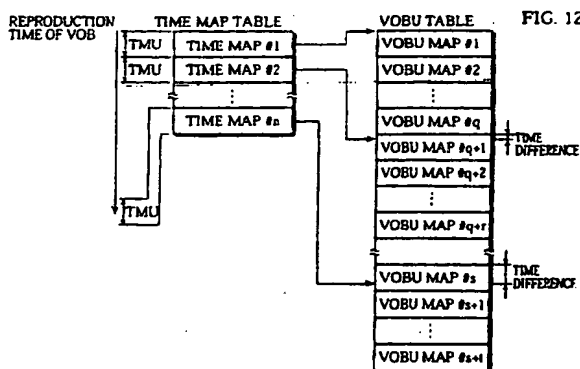 FIG. 12
REPRODUCTION
TIME OF VOB
TIME MAP TABLE
VOBU TABLE
TMU
TIME MAP #1
TMU
TIME MAP #2
⋮
TIME MAP #n
TMU
VOBU MAP #1
VOBU MAP #2
⋮
VOBU MAP #q
VOBU MAP #q+1
VOBU MAP #q+2
⋮
VOBU MAP #q+r
VOBU MAP #s
VOBU MAP #s+1
⋮
VOBU MAP #s+t
TIME
DIFFERENCE
TIME
DIFFERENCE